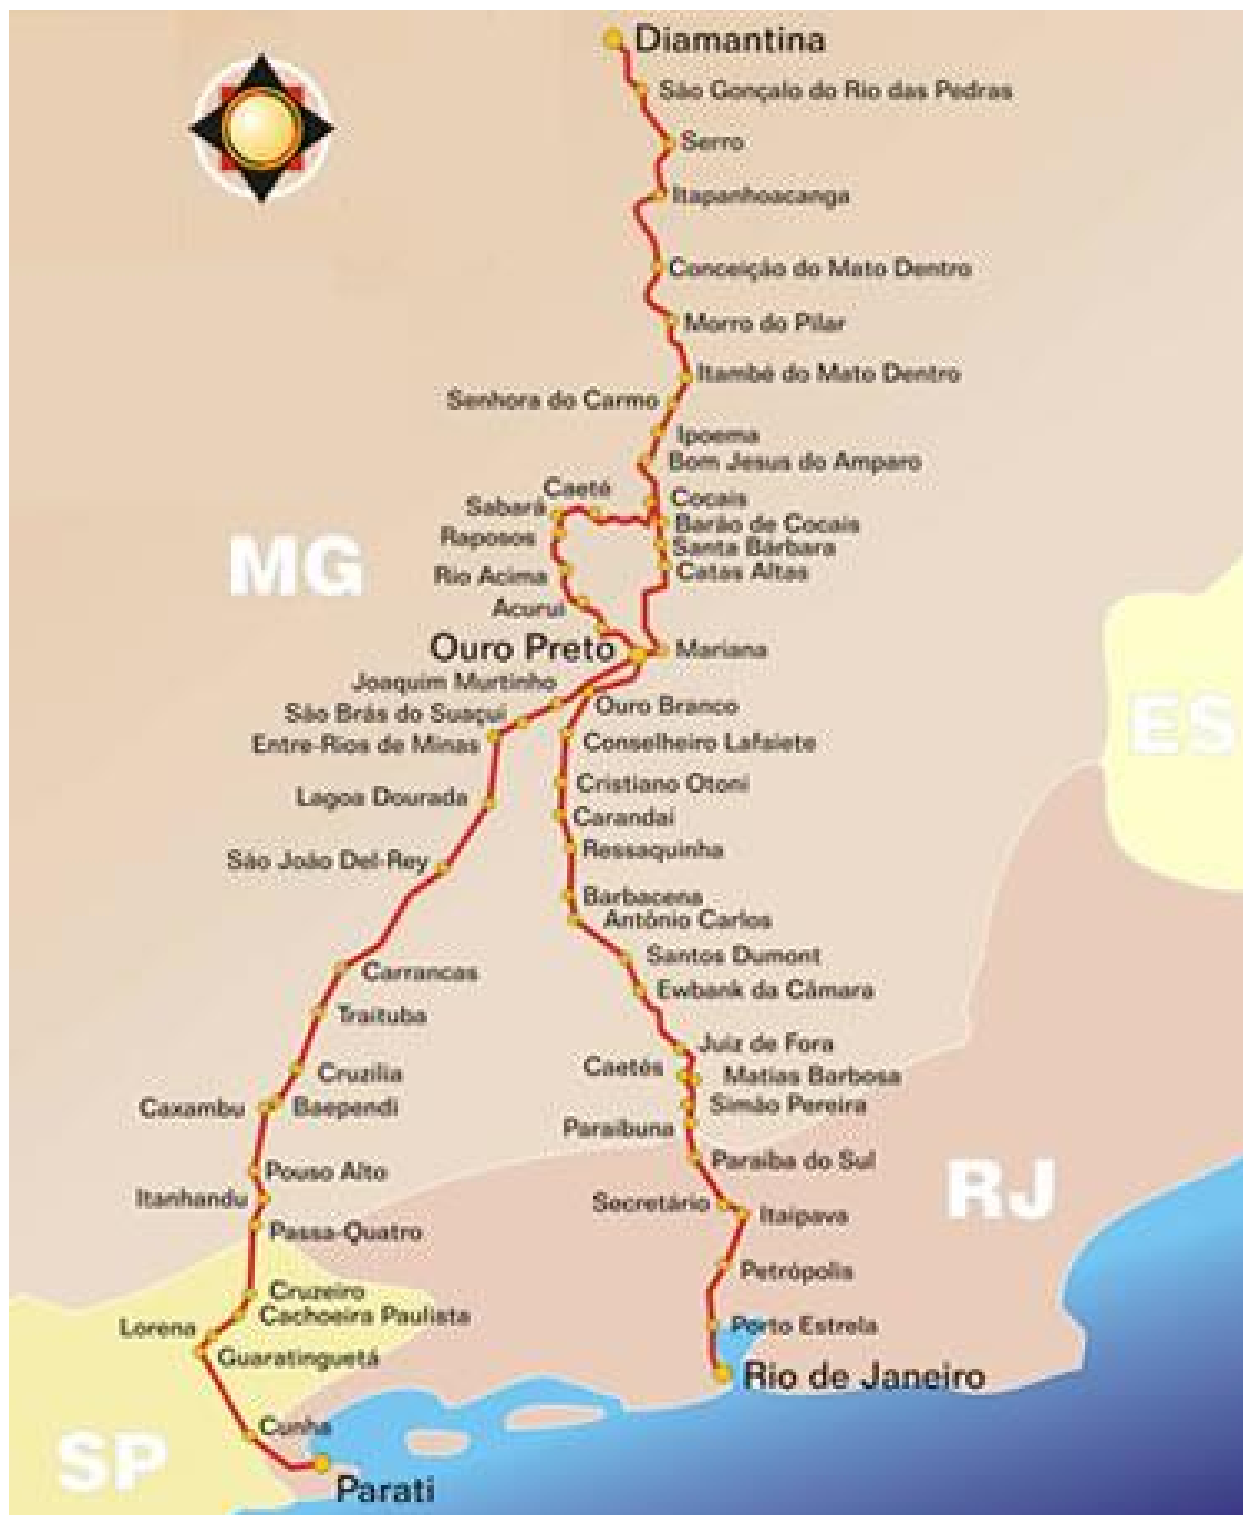 Diamantina
São Gonçalo do Rio das Pedras
Serro
Itapanhoacanga
Conceição do Mato Dentro
Morro do Pilar
Itambé do Mato Dentro
Senhora do Carmo
Ipoema
Bom Jesus do Amparo
Caeté
Cocais
Sabará
Barão de Cocais
Raposos
Santa Bárbara
MG
Rio Acima
Catas Altas
Acuruí
Ouro Preto
Mariana
Joaquim Murtinho
São Brás do Suaçuí
Ouro Branco
ES
Entre-Rios de Minas
Conselheiro Lafaiete
Cristiano Otoni
Lagoa Dourada
Carandaí
Ressaquinha
São João Del-Rey
Barbacena
Antônio Carlos
Santos Dumont
Carrancas
Ewbank da Câmara
Traituba
Juiz de Fora
Caetés
Cruzília
Matias Barbosa
Caxambu
Baependi
Simão Pereira
Paraibuna
Pouso Alto
Paraíba do Sul
RJ
Itanhandu
Secretário
Itaipava
Passa-Quatro
Petrópolis
Cruzeiro
Cachoeira Paulista
Lorena
Porto Estrela
Guaratinguetá
Rio de Janeiro
Cunha
SP
Parati